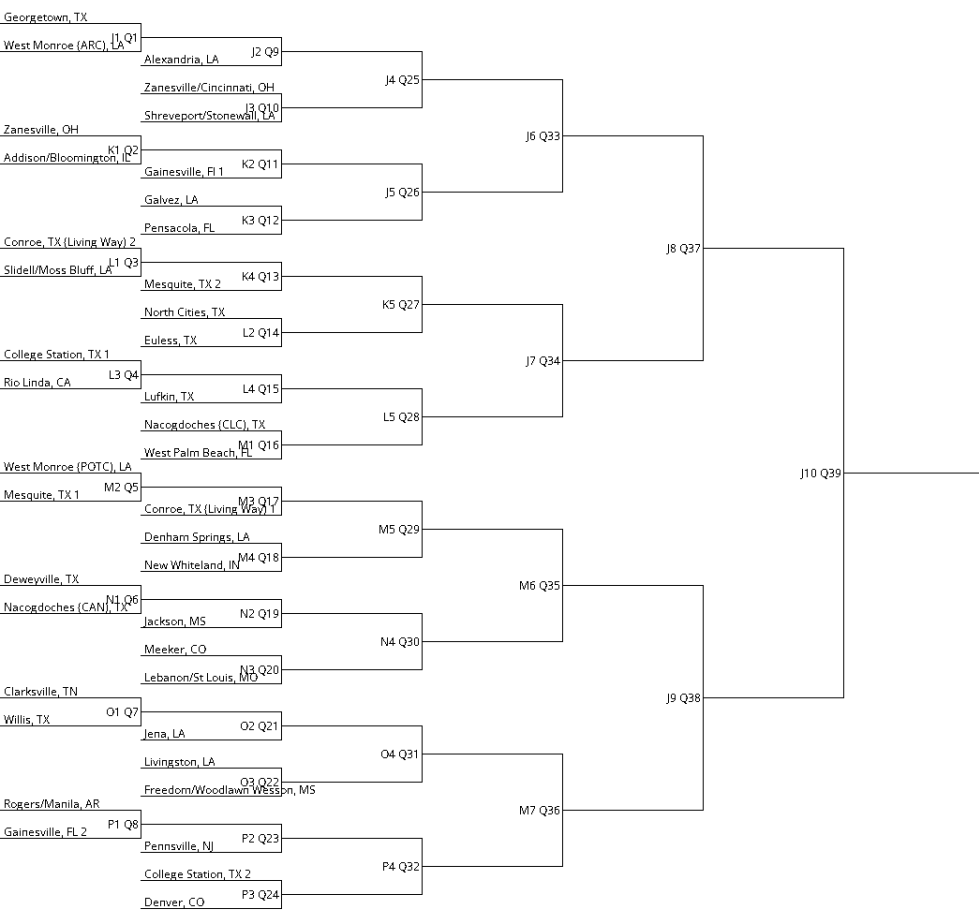 Georgetown, TX
J1 Q1
West Monroe (ARC), LA
J2 Q9
Alexandria, LA
J4 Q25
Zanesville/Cincinnati, OH
J3 Q10
Shreveport/Stonewall, LA
J6 Q33
Zanesville, OH
K1 Q2
Addison/Bloomington, IL
K2 Q11
Gainesville, Fl 1
J5 Q26
Galvez, LA
K3 Q12
Pensacola, FL
J8 Q37
Conroe, TX (Living Way) 2
L1 Q3
Slidell/Moss Bluff, LA
K4 Q13
Mesquite, TX 2
K5 Q27
North Cities, TX
L2 Q14
Euless, TX
J7 Q34
College Station, TX 1
L3 Q4
Rio Linda, CA
L4 Q15
Lufkin, TX
L5 Q28
Nacogdoches (CLC), TX
M1 Q16
West Palm Beach, FL
J10 Q39
West Monroe (POTC), LA
M2 Q5
Mesquite, TX 1
M3 Q17
Conroe, TX (Living Way) 1
M5 Q29
Denham Springs, LA
M4 Q18
New Whiteland, IN
M6 Q35
Deweyville, TX
N1 Q6
Nacogdoches (CAN), TX
N2 Q19
Jackson, MS
N4 Q30
Meeker, CO
N3 Q20
Lebanon/St Louis, MO
J9 Q38
Clarksville, TN
O1 Q7
Willis, TX
O2 Q21
Jena, LA
O4 Q31
Livingston, LA
O3 Q22
Freedom/Woodlawn Wesson, MS
M7 Q36
Rogers/Manila, AR
P1 Q8
Gainesville, FL 2
P2 Q23
Pennsville, NJ
P4 Q32
College Station, TX 2
P3 Q24
Denver, CO